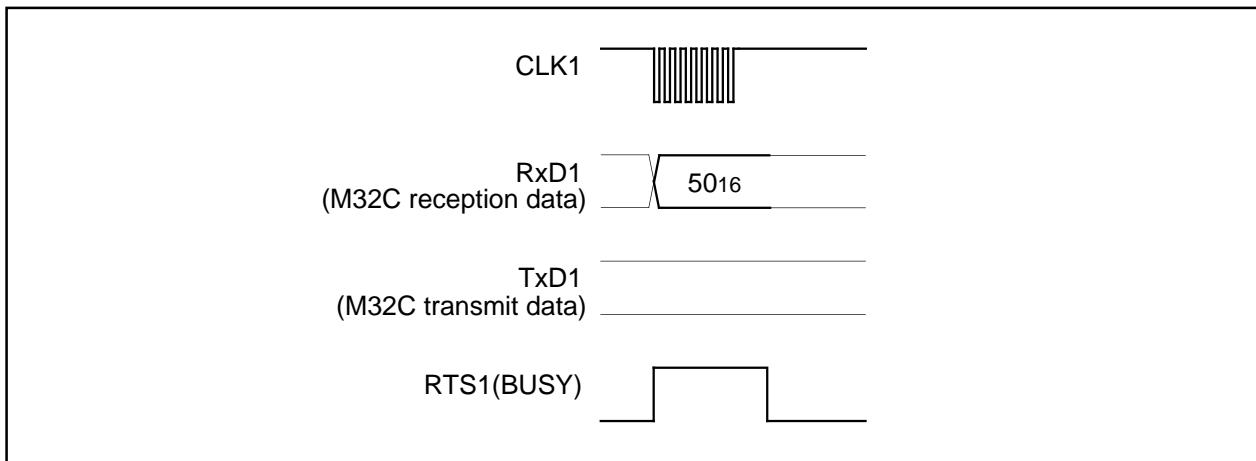 CLK1
RxD1
(M32C reception data)
5016
TxD1
(M32C transmit data)
RTS1(BUSY)